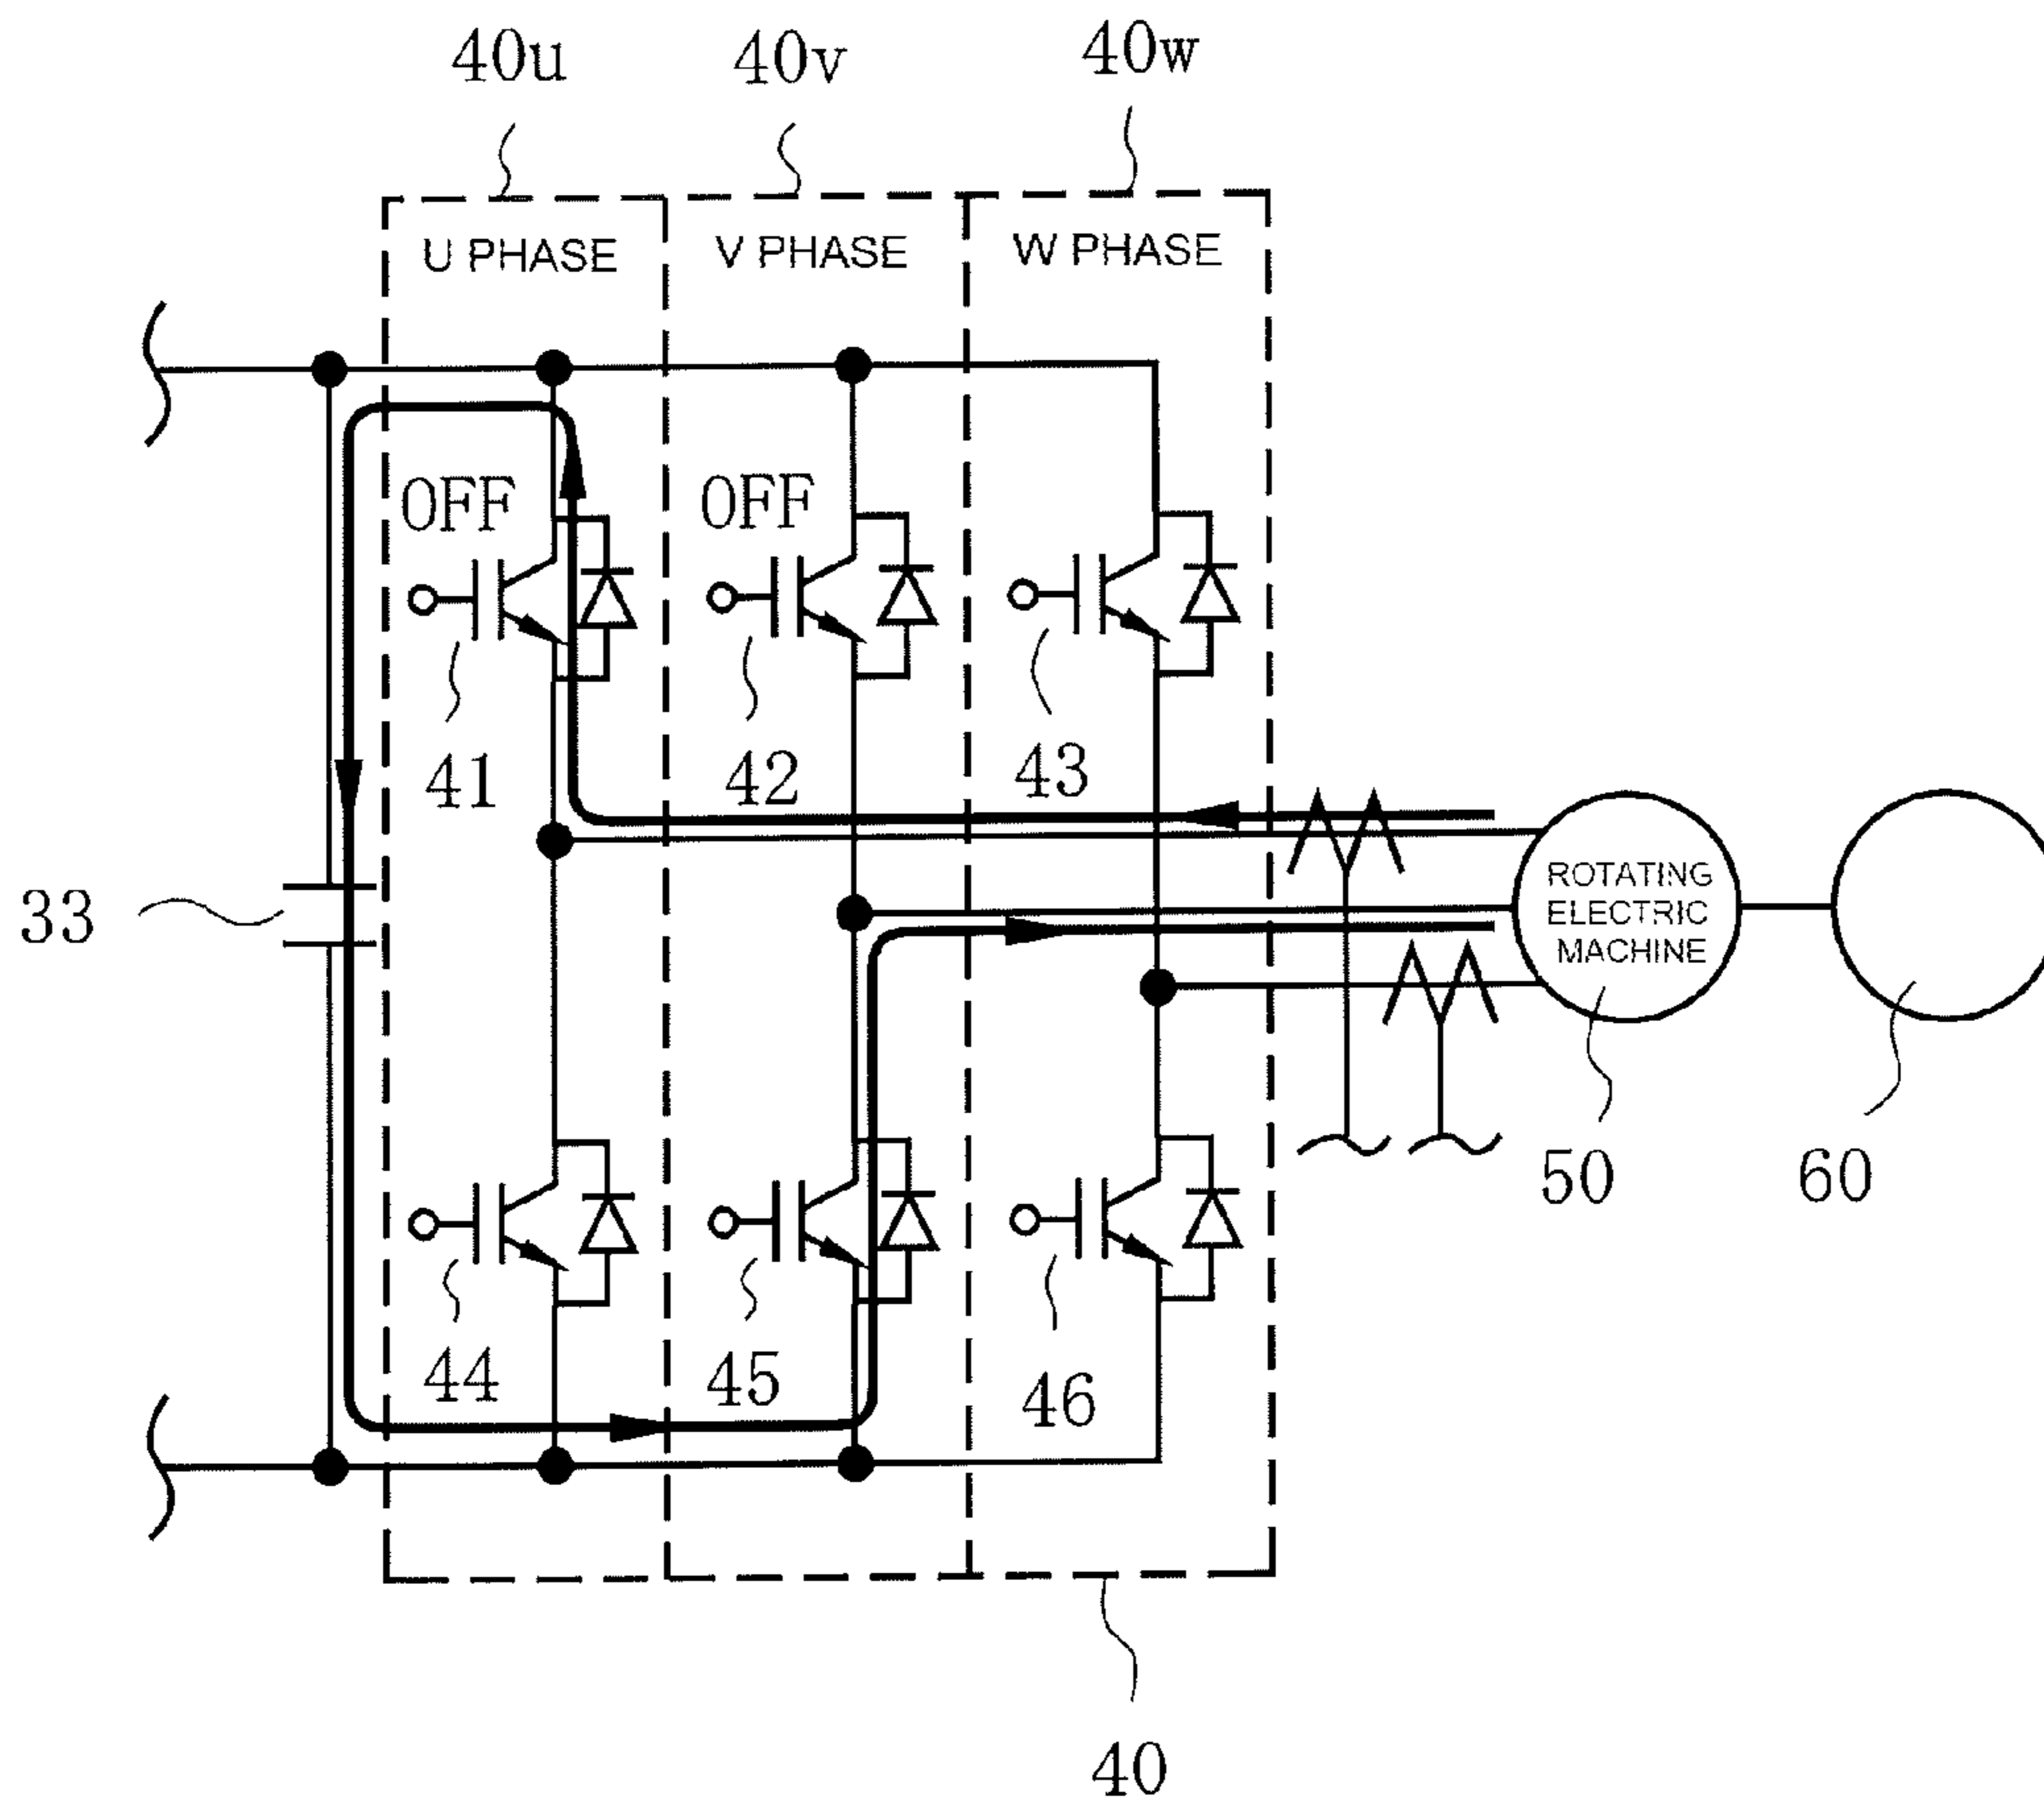 40u 40v 40w
U PHASE V PHASE W PHASE
OFF OFF
41 42 43
33
ROTATING
ELECTRIC
MACHINE
44 45 46
50 60
40